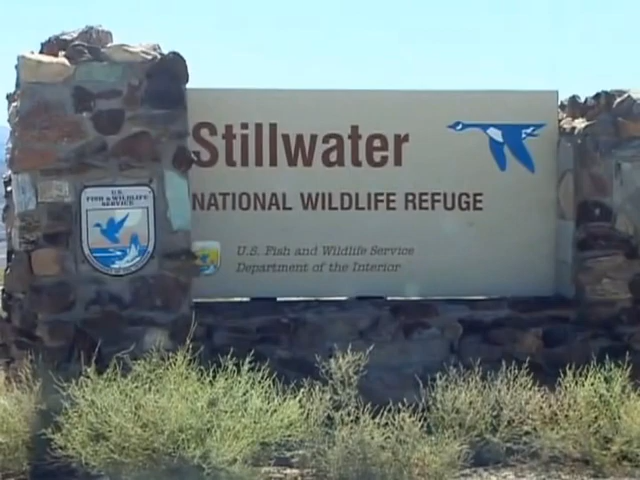 Stillwater
NATIONAL WILDLIFE REFUGE
U.S. Fish and Wildlife Service
Department of the Interior
U.S.
FISH & WILDLIFE
SERVICE